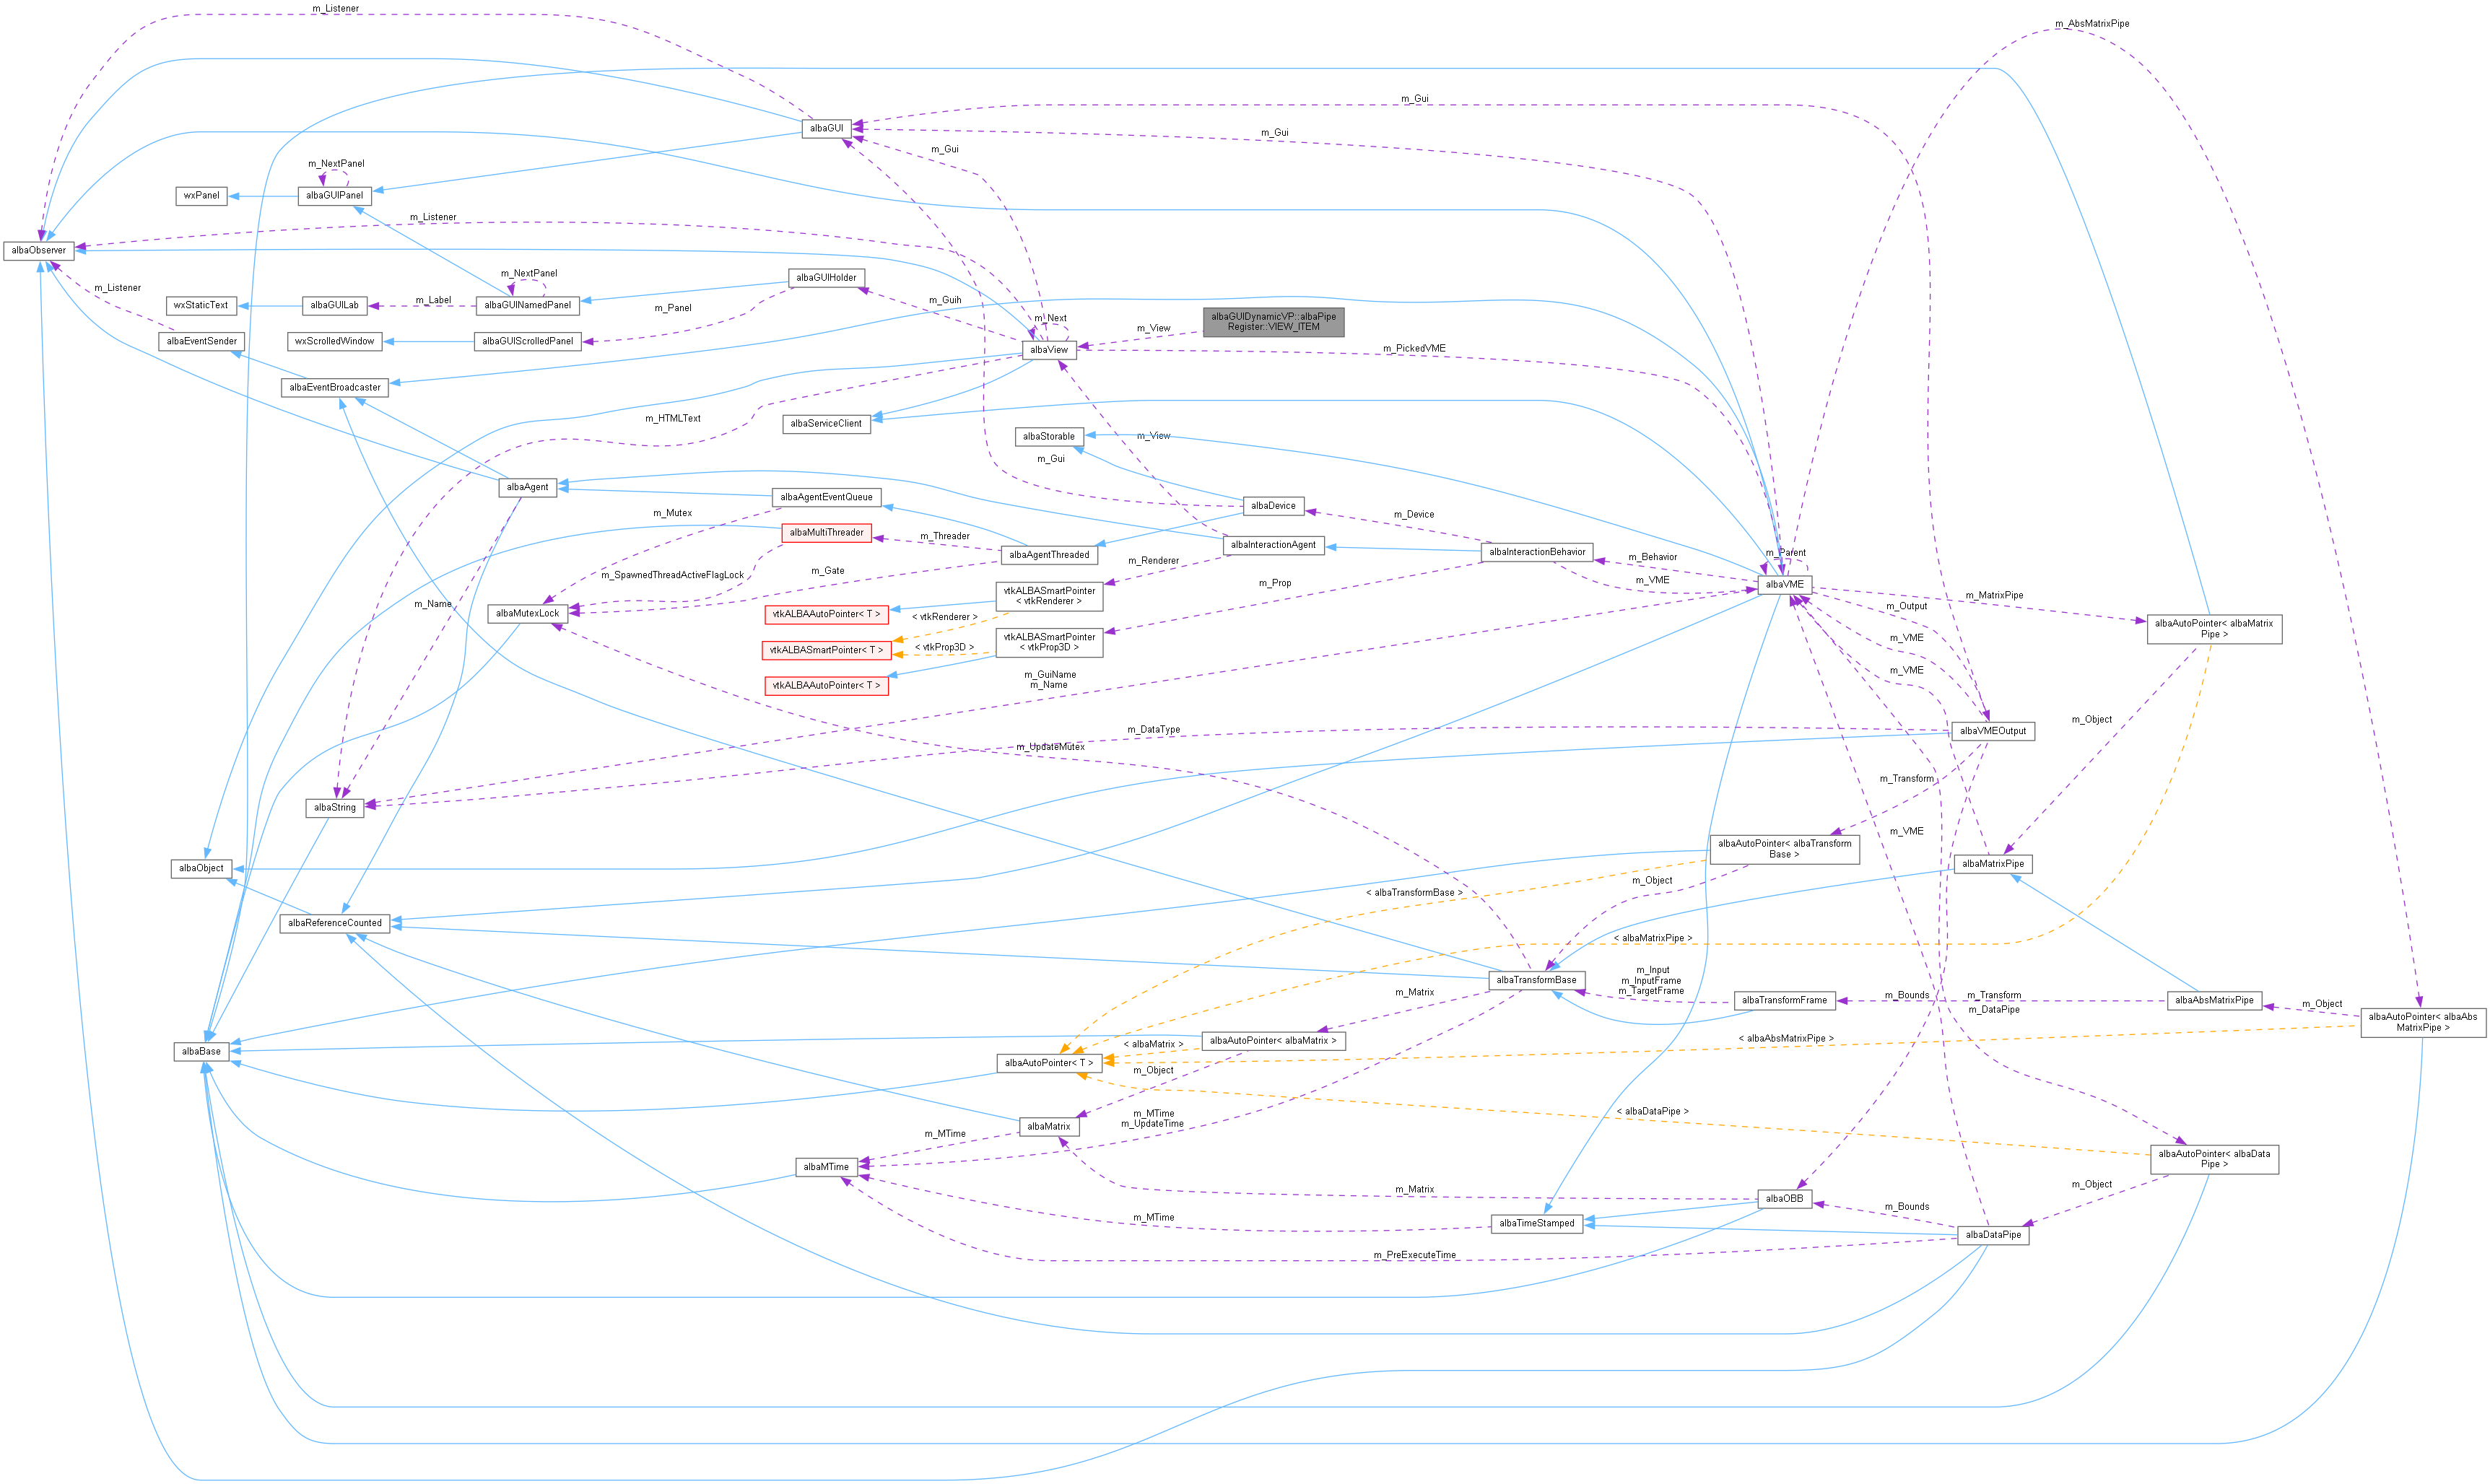 m_Listener
m_AbsMatrixPipe
m_Gui
albaGUI
m_Gui
m_Gui
m_NextPanel
wxPanel
albaGUIPanel
m_Listener
albaObserver
m_NextPanel
albaGUIHolder
m_Listener
wxStaticText
albaGUILab
m_Label
albaGUINamedPanel
m_Panel
m_Guih
m_Next
m_View
albaGUIDynamicVP::albaPipe
Register::VIEW_ITEM
albaEventSender
wxScrolledWindow
albaGUIScrolledPanel
albaView
m_PickedVME
albaEventBroadcaster
m_HTMLText
albaServiceClient
albaStorable
m_View
m_Gui
albaAgent
albaAgentEventQueue
albaDevice
m_Mutex
m_Device
albaMultiThreader
m_Threader
albaAgentThreaded
albaInteractionAgent
albaInteractionBehavior
m_Behavior
m_Parent
m_SpawnedThreadActiveFlagLock
m_Gate
m_Renderer
m_Prop
m_VME
albaVME
m_MatrixPipe
m_Name
albaMutexLock
vtkALBASmartPointer
< vtkRenderer >
m_Output
vtkALBAAutoPointer< T >
< vtkRenderer >
albaAutoPointer< albaMatrix
Pipe >
vtkALBASmartPointer< T >
< vtkProp3D >
vtkALBASmartPointer
< vtkProp3D >
m_VME
m_VME
vtkALBAAutoPointer< T >
m_GuiName
m_Name
m_Object
m_DataType
albaVMEOutput
m_UpdateMutex
m_Transform
albaString
m_VME
albaObject
albaAutoPointer< albaTransform
Base >
albaMatrixPipe
m_Object
< albaTransformBase >
albaReferenceCounted
< albaMatrixPipe >
albaTransformBase
m_Input
m_InputFrame
m_TargetFrame
m_Matrix
albaTransformFrame
m_Bounds
m_Transform
m_DataPipe
albaAbsMatrixPipe
m_Object
albaAutoPointer< albaAbs
MatrixPipe >
albaBase
albaAutoPointer< T >
< albaMatrix >
albaAutoPointer< albaMatrix >
< albaAbsMatrixPipe >
m_Object
m_MTime
m_UpdateTime
< albaDataPipe >
albaMatrix
m_MTime
albaMTime
albaAutoPointer< albaData
Pipe >
m_Matrix
albaOBB
m_Object
m_MTime
albaTimeStamped
m_Bounds
albaDataPipe
m_PreExecuteTime